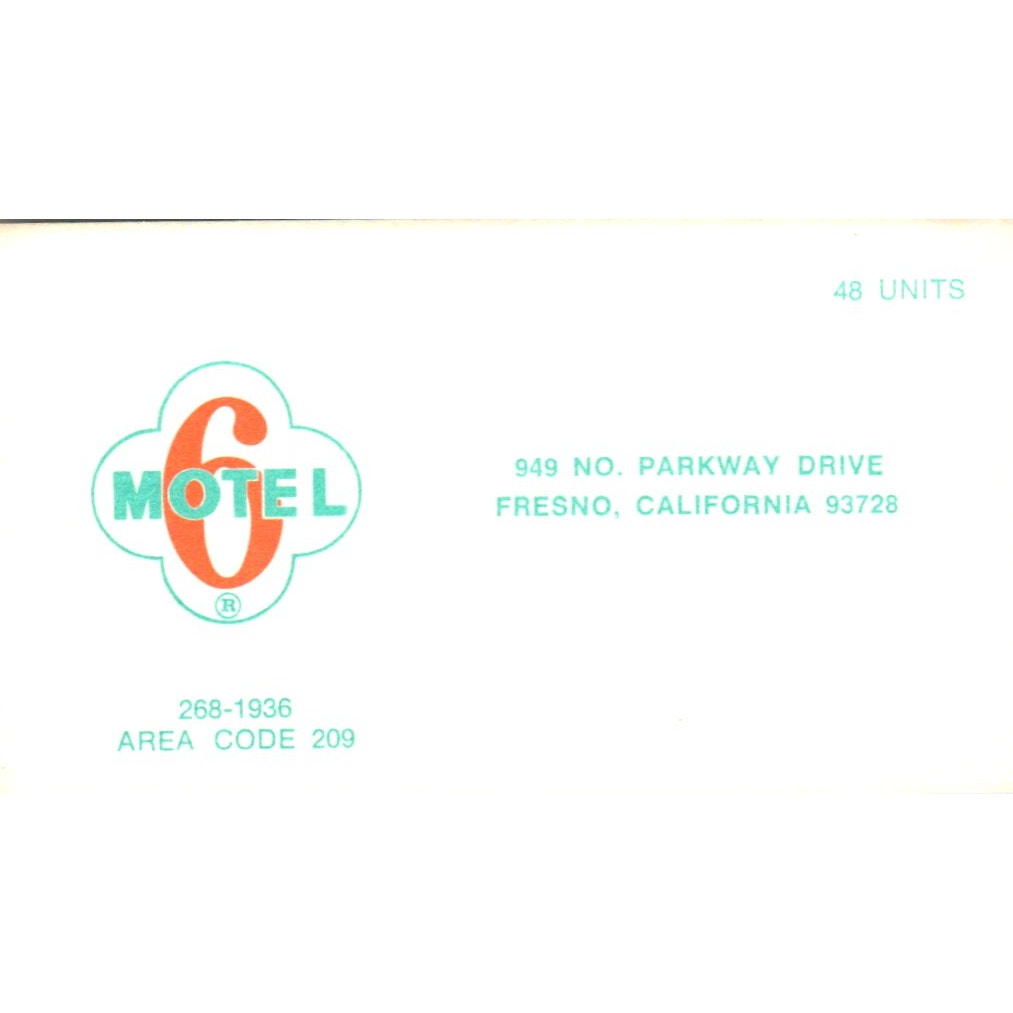 48 UNITS
6
MOTEL
®
949 NO. PARKWAY DRIVE
FRESNO, CALIFORNIA 93728
268-1936
AREA CODE 209